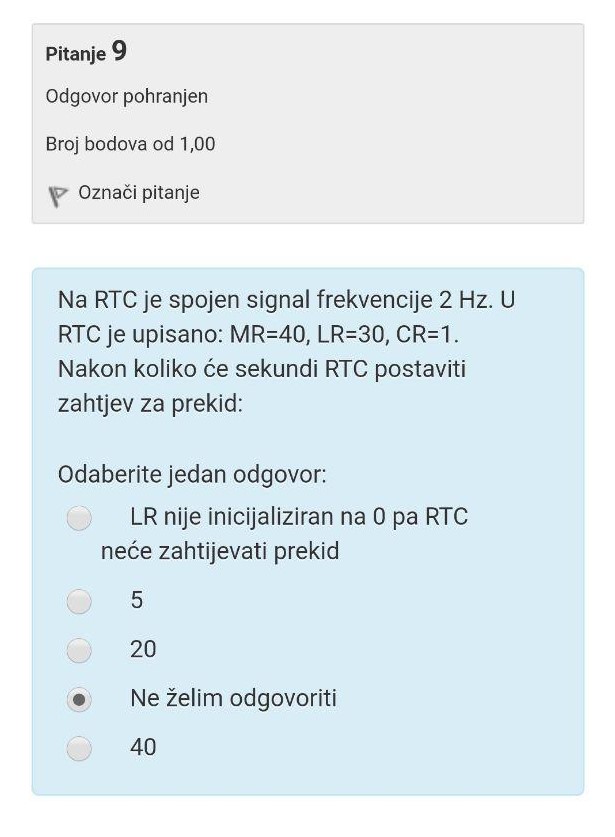 Pitanje 9
Odgovor pohranjen
Broj bodova od 1,00
Označi pitanje
Na RTC je spojen signal frekvencije 2 Hz. U
RTC je upisano: MR=40, LR=30, CR=1.
Nakon koliko će sekundi RTC postaviti
zahtjev za prekid:
Odaberite jedan odgovor:
LR nije inicijaliziran na 0 pa RTC
neće zahtijevati prekid
5
20
Ne želim odgovoriti
40